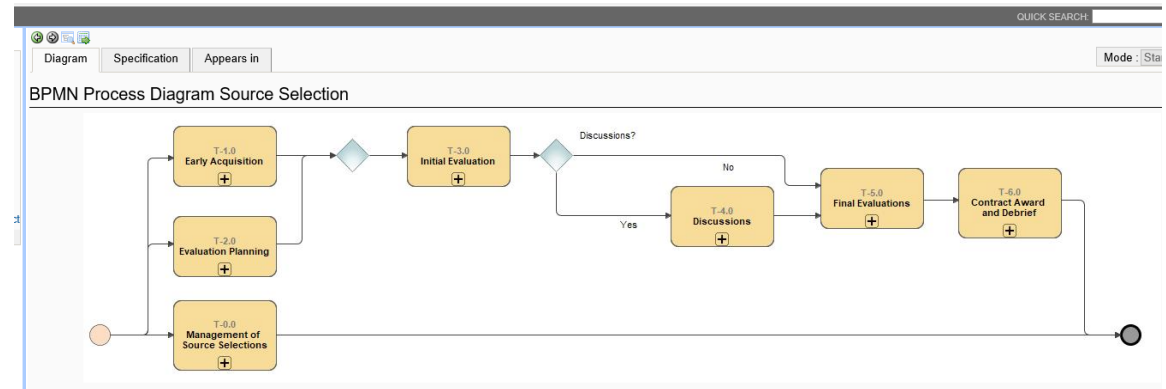 QUICK SEARCH:
Diagram
Specification
Appears in
Mode :
BPMN Process Diagram Source Selection
T-1.0
Early Acquisition
T-3.0
Initial Evaluation
Discussions?
No
Yes
T-2.0
Evaluation Planning
T-4.0
Discussions
T-5.0
Final Evaluations
T-6.0
Contract Award
and Debrief
T-0.0
Management of
Source Selections